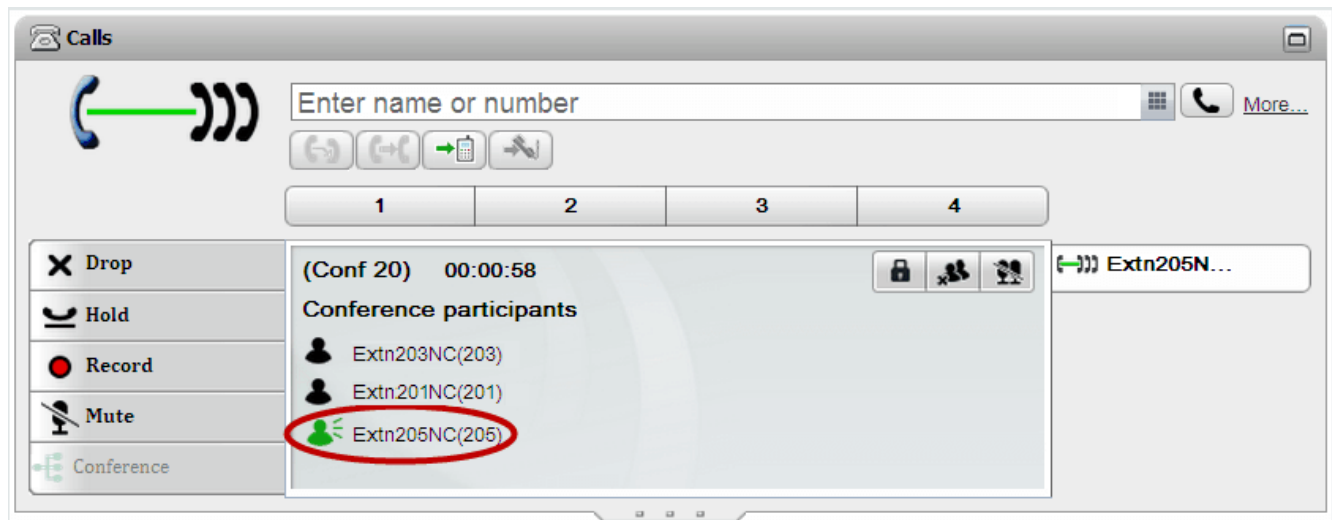 Calls
Enter name or number
More...
1 2 3 4
Drop
Hold
Record
Mute
Conference
(Conf 20) 00:00:58
Conference participants
Extn203NC(203)
Extn201NC(201)
Extn205NC(205)
Extn205N...